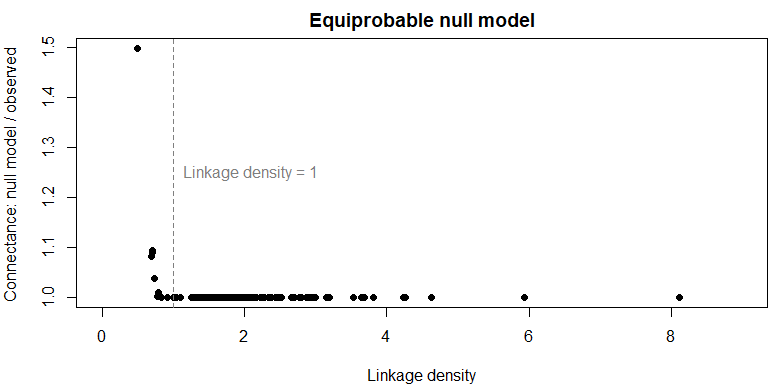 Equiprobable null model
Connectance: null model / observed
1.5
1.4
1.3
1.2
1.1
1.0
Linkage density = 1
0 2 4 6 8
Linkage density